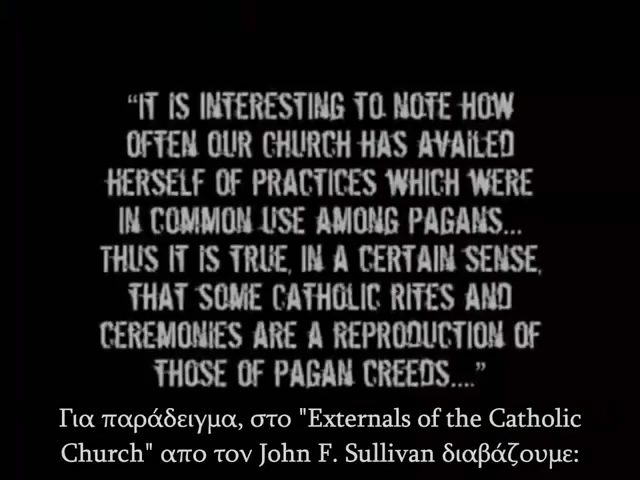 “IT IS INTERESTING TO NOTE HOW
OFTEN OUR CHURCH HAS AVAILED
HERSELF OF PRACTICES WHICH WERE
IN COMMON USE AMONG PAGANS...
THUS IT IS TRUE, IN A CERTAIN SENSE,
THAT SOME CATHOLIC RITES AND
CEREMONIES ARE A REPRODUCTION OF
THOSE OF PAGAN CREEDS....”
Για παράδειγμα, στο "Externals of the Catholic
Church" απο τον John F. Sullivan διαβάζουμε: